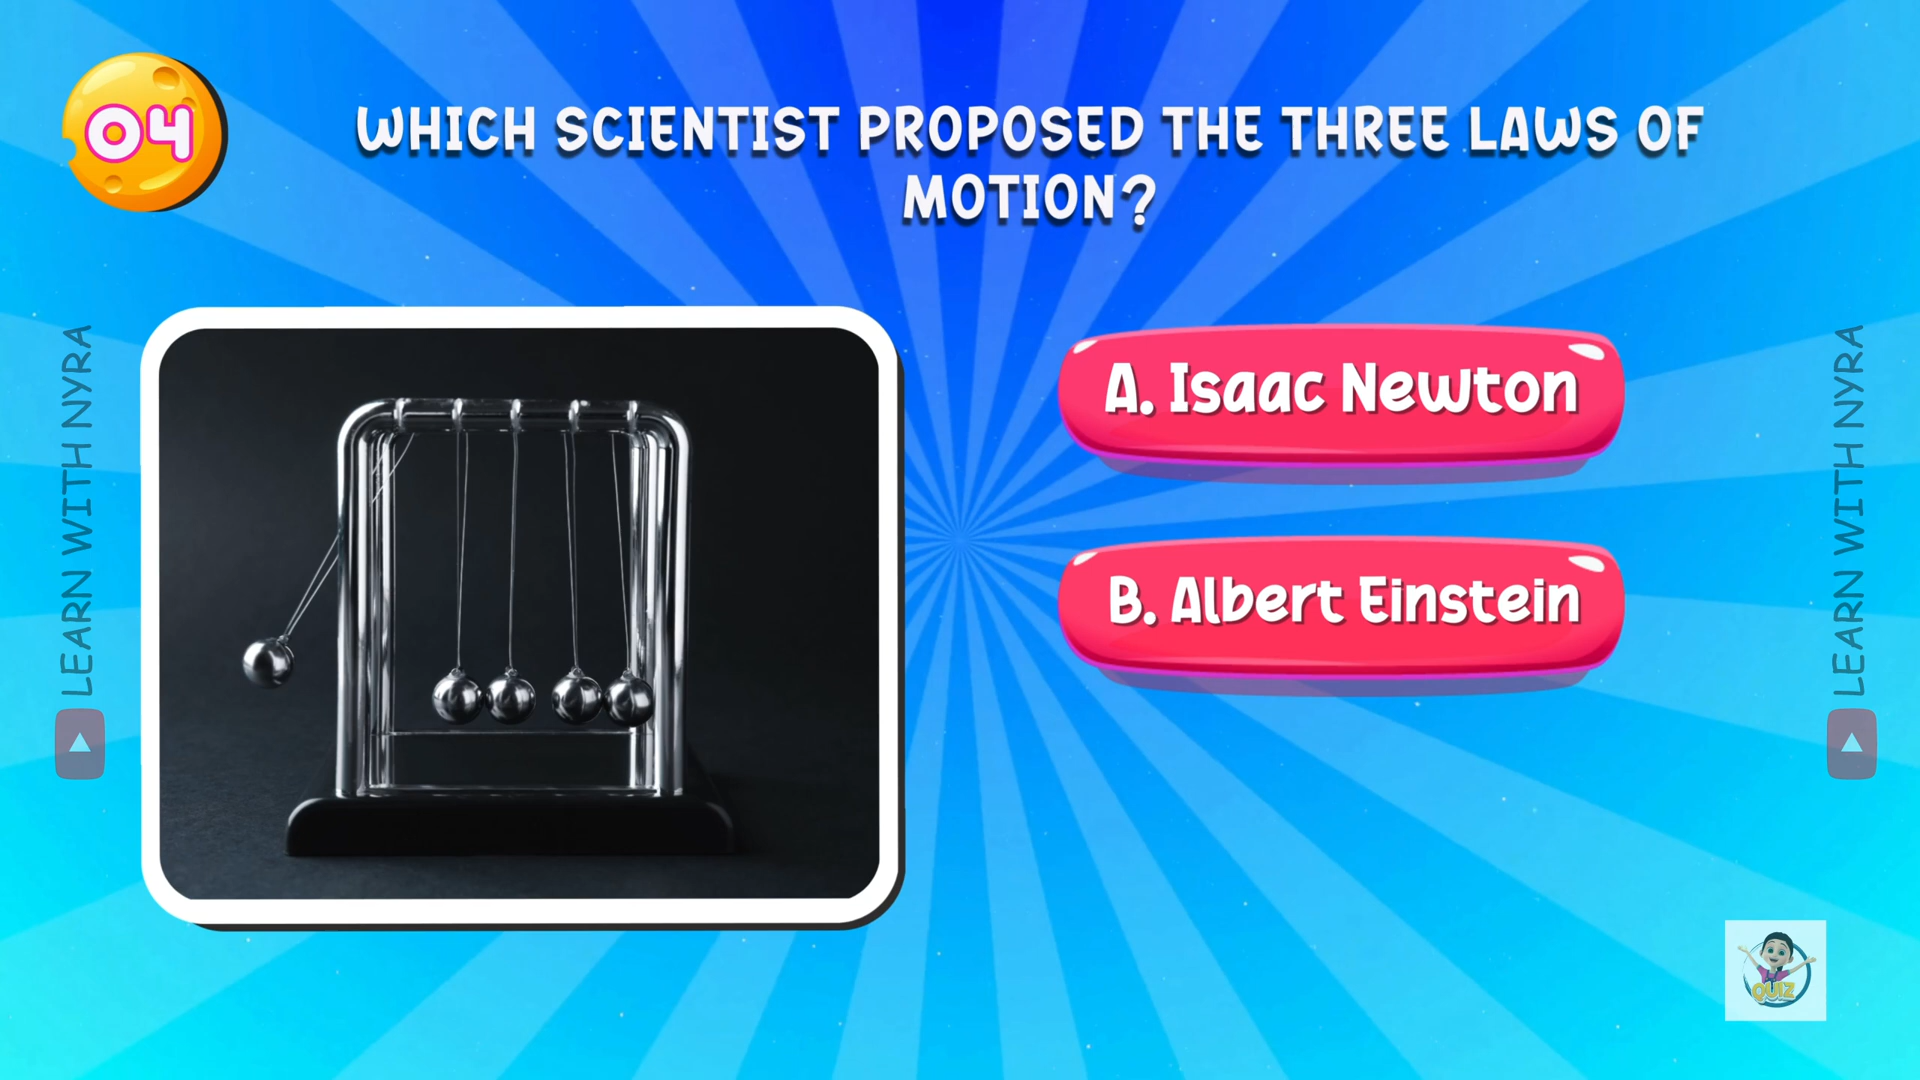 04
WHICH SCIENTIST PROPOSED THE THREE LAWS OF
MOTION?
LEARN WITH NYRA
A. Isaac Newton
B. Albert Einstein
LEARN WITH NYRA
QUIZ